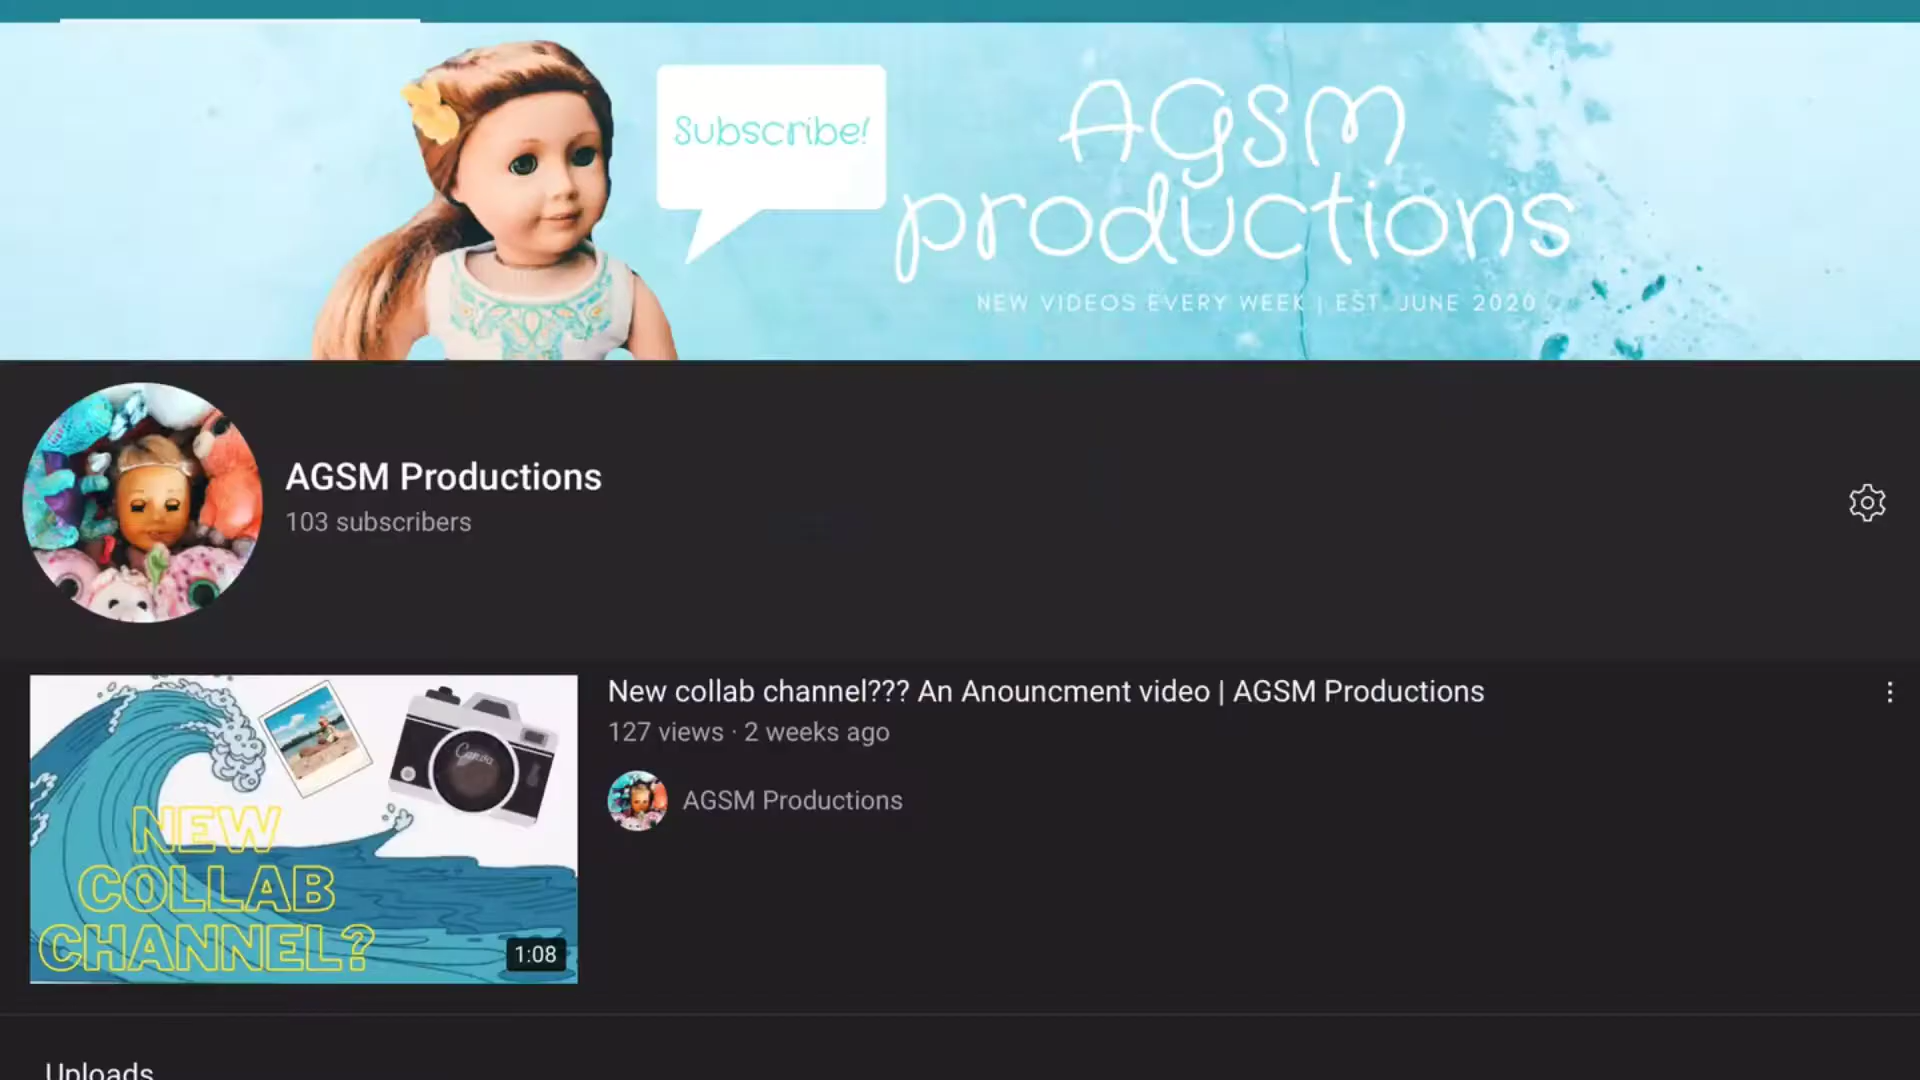 Subscribe!
AGSM
productions
NEW VIDEOS EVERY WEEK | EST. JUNE 2020
AGSM Productions
103 subscribers
New collab channel??? An Anouncment video | AGSM Productions
127 views · 2 weeks ago
AGSM Productions
Canva
NEW
COLLAB
CHANNEL?
1:08
Uploads